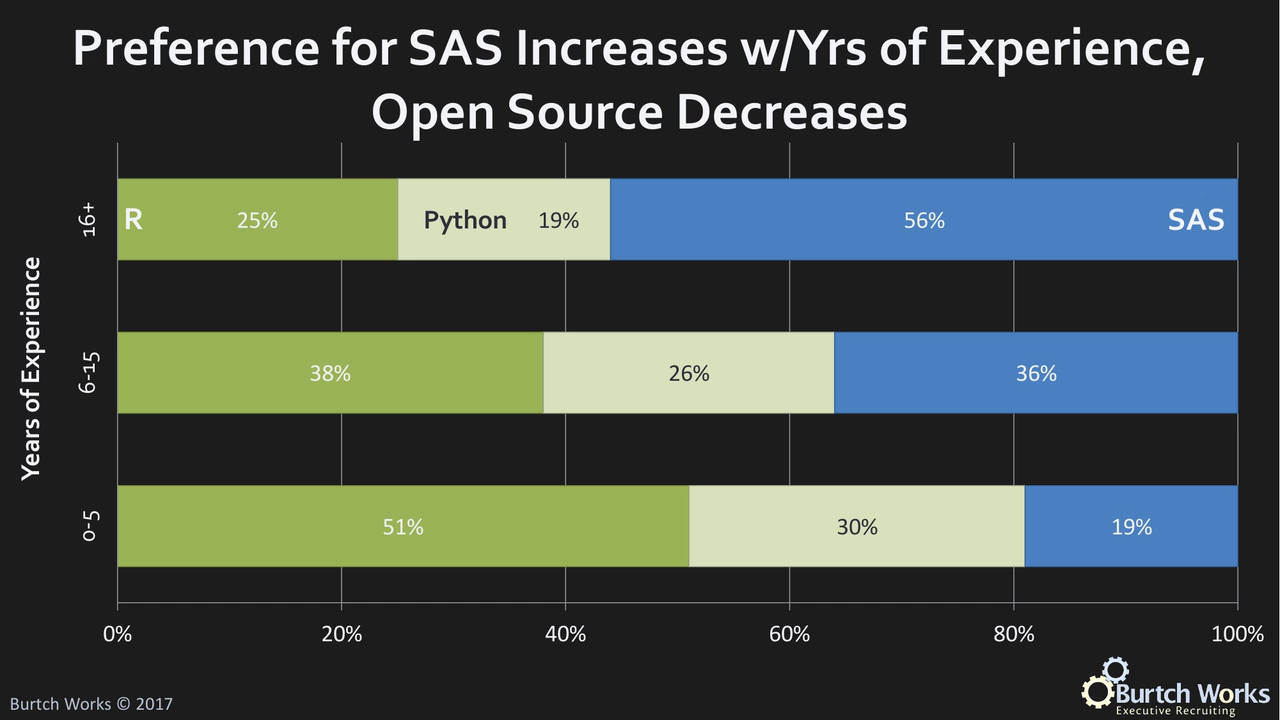 Preference for SAS Increases w/Yrs of Experience,
Open Source Decreases
Years of Experience
16+
R
25%
Python
19%
56%
SAS
6-15
38%
26%
36%
0-5
51%
30%
19%
0%
20%
40%
60%
80%
100%
Burtch Works © 2017
Burtch Works
Executive Recruiting